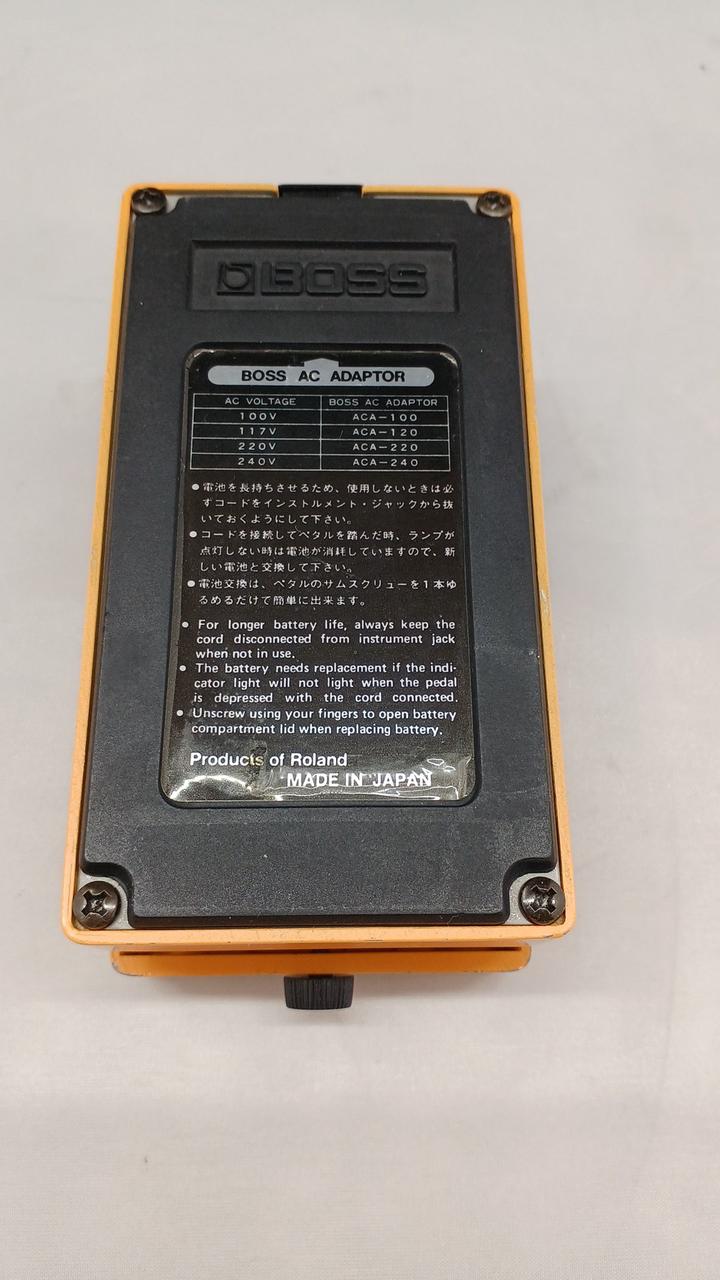 BOSS
BOSS AC ADAPTOR
AC VOLTAGE BOSS AC ADAPTOR
100V ACA-100
117V ACA-120
220V ACA-220
240V ACA-240
●電池を長持ちさせるため、使用しないときは必
ずコードをインストルメント・ジャックから抜
いておくようにして下さい。
●コードを接続してペタルを踏んだ時、ランプが
点灯しない時は電池が消耗していますので、新
しい電池と交換して下さい。
●電池交換は、ペタルのサムスクリューを1本ゆ
るめるだけで簡単に出来ます。
● For longer battery life, always keep the
cord disconnected from instrument jack
when not in use.
● The battery needs replacement if the indi-
cator light will not light when the pedal
is depressed with the cord connected.
● Unscrew using your fingers to open battery
compartment lid when replacing battery.
Products of Roland
MADE IN JAPAN